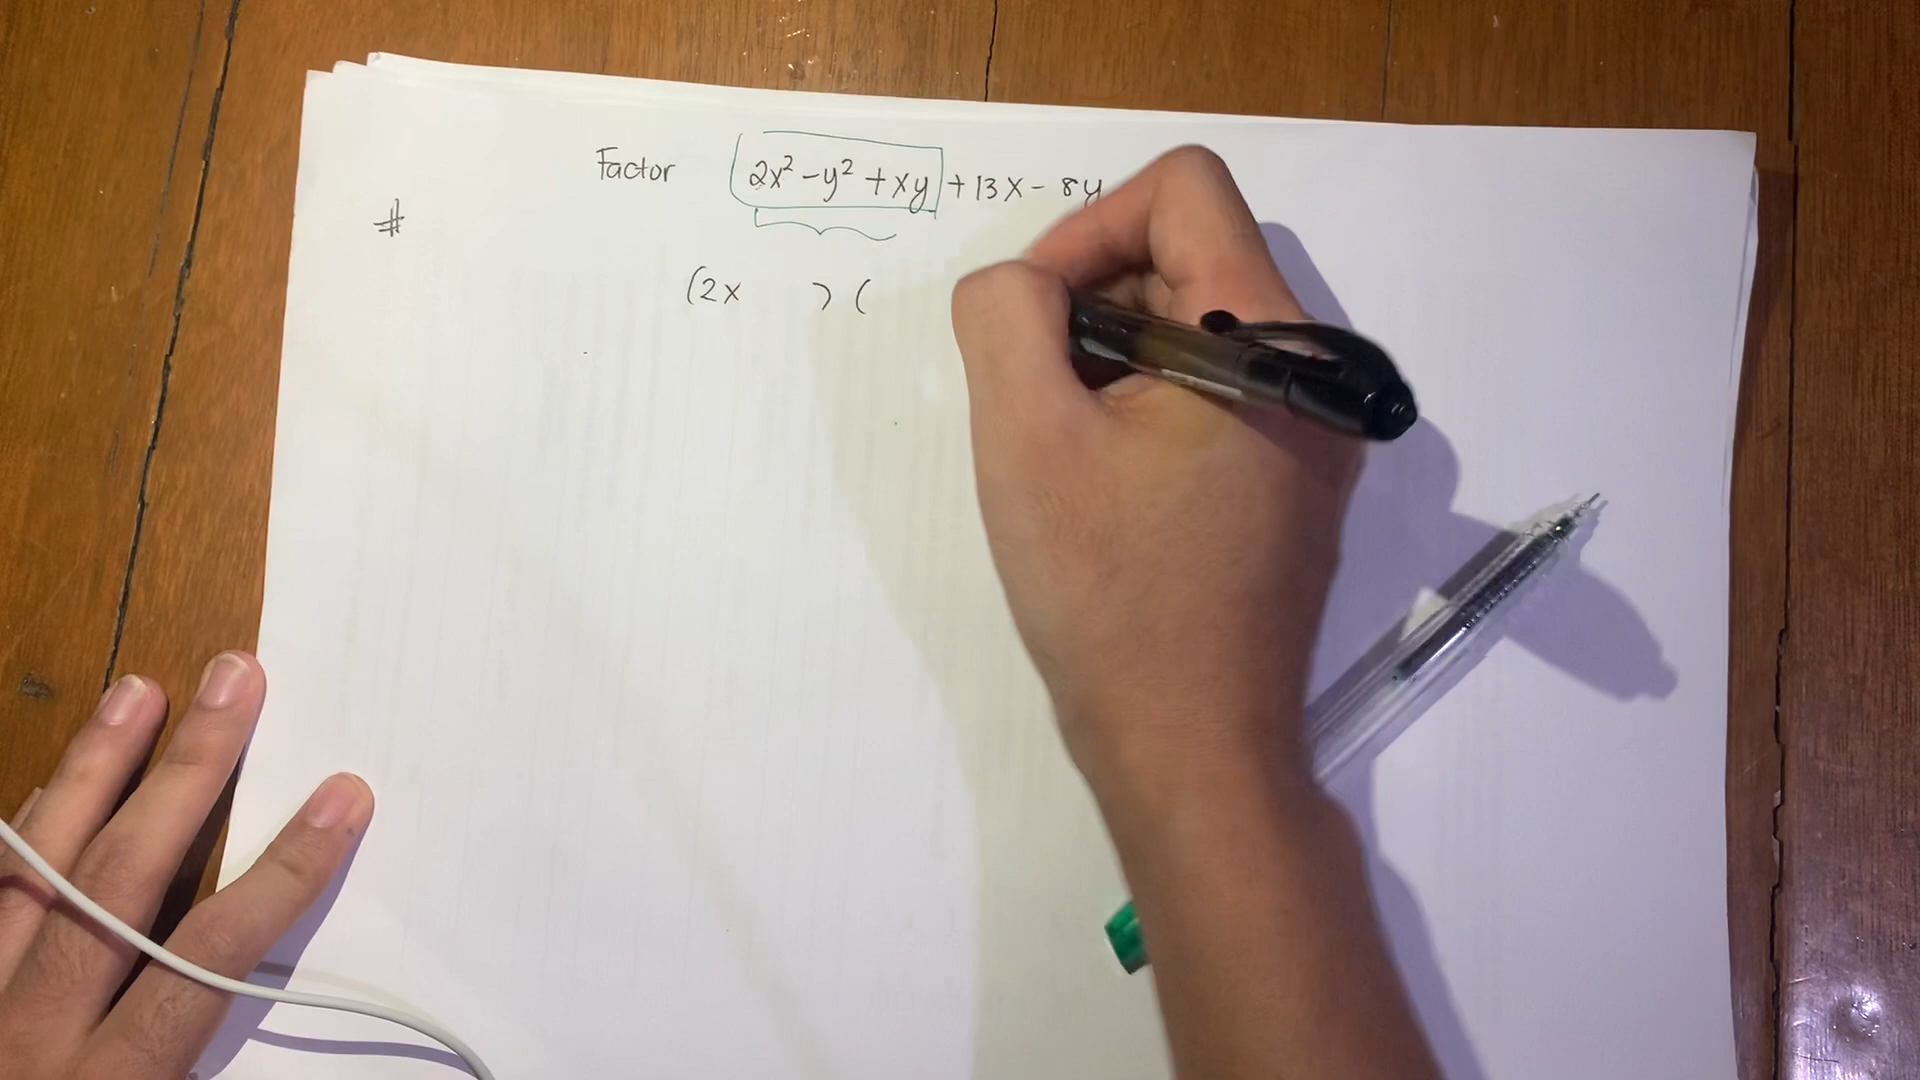 Factor 2x² - y² + xy + 13x - 8y
#
(2x ) (